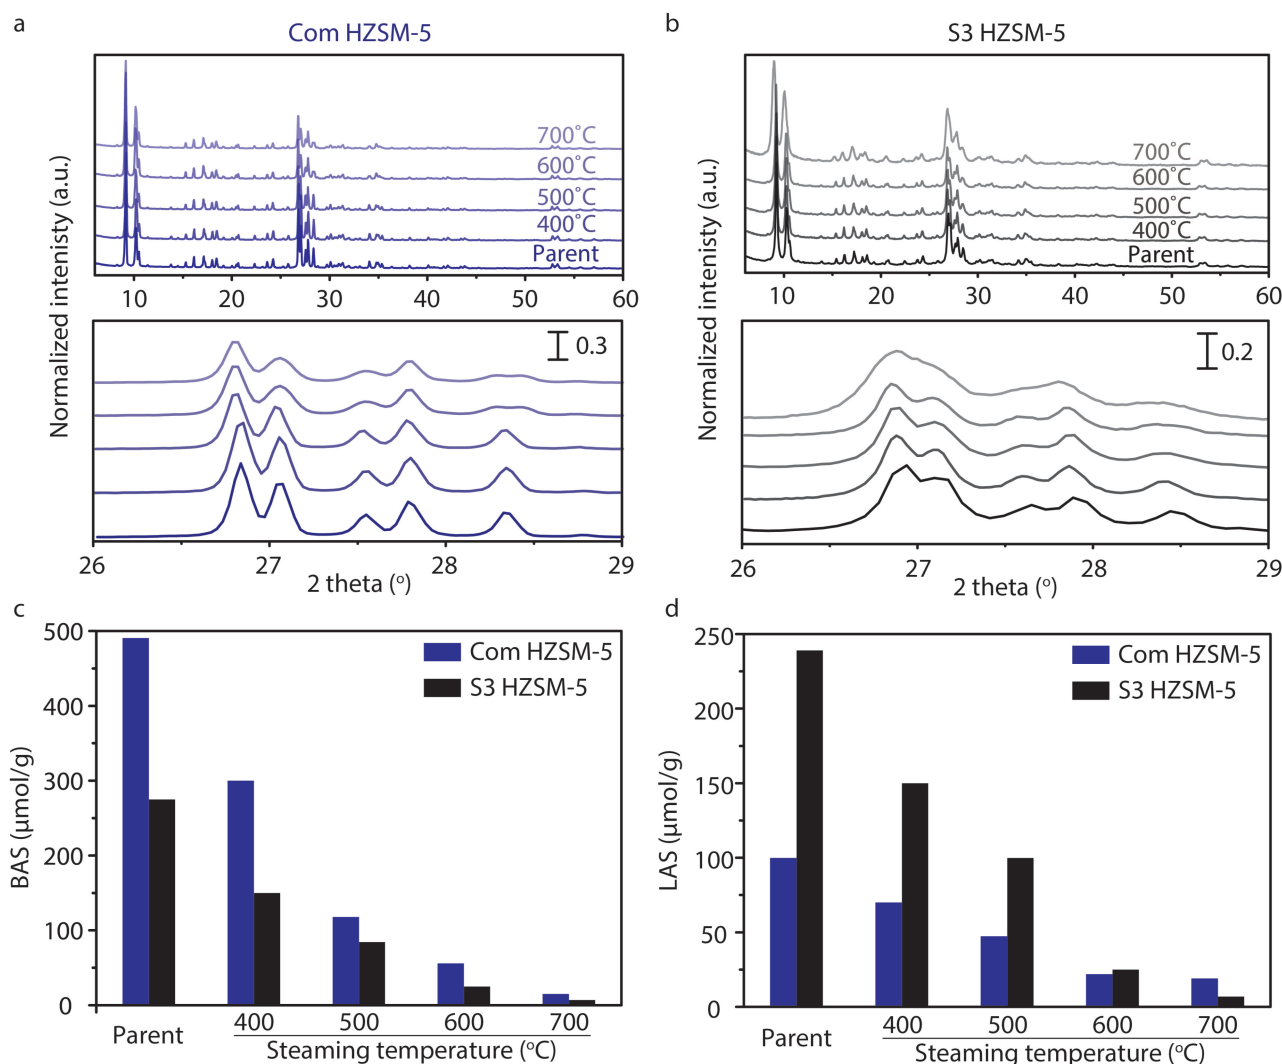 a
Com HZSM-5
b
S3 HZSM-5
Normalized intenisty (a.u.)
700˚C
600˚C
500˚C
400˚C
Parent
10 20 30 40 50 60
0.3
26 27 28 29
2 theta (º)
Normalized intenisty (a.u.)
700˚C
600˚C
500˚C
400˚C
Parent
10 20 30 40 50 60
0.2
26 27 28 29
2 theta (º)
c
500
400
300
200
100
0
BAS (µmol/g)
Com HZSM-5
S3 HZSM-5
Parent
400 500 600 700
Steaming temperature (ºC)
d
250
200
150
100
50
0
LAS (µmol/g)
Com HZSM-5
S3 HZSM-5
Parent
400 500 600 700
Steaming temperature (ºC)